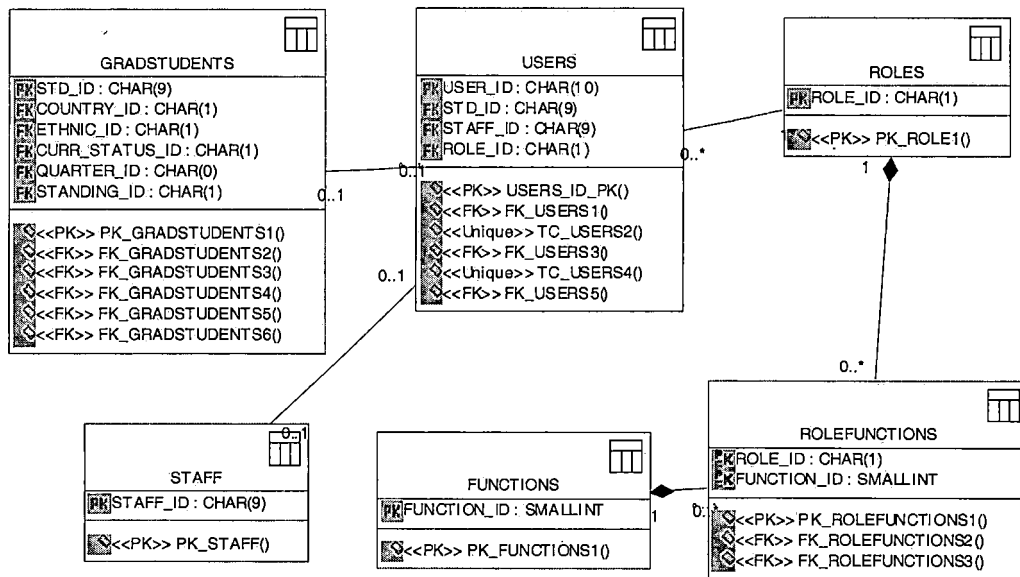 GRADSTUDENTS
PK STD_ID : CHAR(9)
FK COUNTRY_ID : CHAR(1)
FK ETHNIC_ID : CHAR(1)
FK CURR_STATUS_ID : CHAR(1)
FK QUARTER_ID : CHAR(0)
FK STANDING_ID : CHAR(1)
<<PK>> PK_GRADSTUDENTS1()
<<FK>> FK_GRADSTUDENTS2()
<<FK>> FK_GRADSTUDENTS3()
<<FK>> FK_GRADSTUDENTS4()
<<FK>> FK_GRADSTUDENTS5()
<<FK>> FK_GRADSTUDENTS6()
0..1
0..1
USERS
PK USER_ID : CHAR(10)
FK STD_ID : CHAR(9)
FK STAFF_ID : CHAR(9)
FK ROLE_ID : CHAR(1)
<<PK>> USERS_ID_PK()
<<FK>> FK_USERS1()
<<Unique>> TC_USERS2()
<<FK>> FK_USERS3()
<<Unique>> TC_USERS4()
<<FK>> FK_USERS5()
0..*
0..1
ROLES
PK ROLE_ID : CHAR(1)
<<PK>> PK_ROLE1()
1
1
0..*
0..1
STAFF
PK STAFF_ID : CHAR(9)
<<PK>> PK_STAFF()
FUNCTIONS
PK FUNCTION_ID : SMALLINT
<<PK>> PK_FUNCTIONS1()
1
ROLEFUNCTIONS
ROLE_ID : CHAR(1)
FUNCTION_ID : SMALLINT
<<PK>> PK_ROLEFUNCTIONS1()
<<FK>> FK_ROLEFUNCTIONS2()
<<FK>> FK_ROLEFUNCTIONS3()